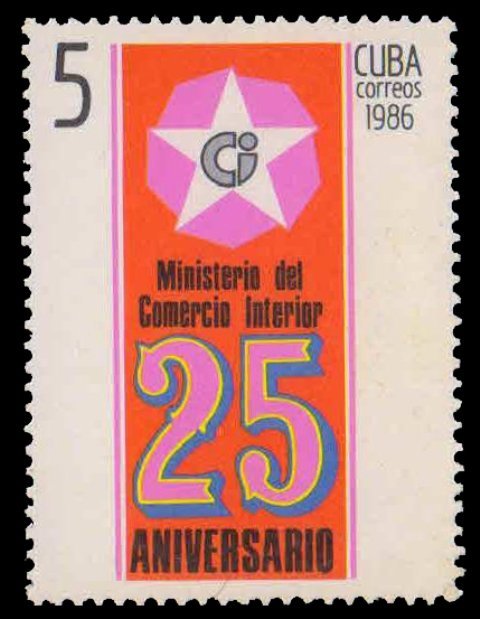 5
CUBA
correos
1986
Ci
Ministerio del
Comercio Interior
25
ANIVERSARIO